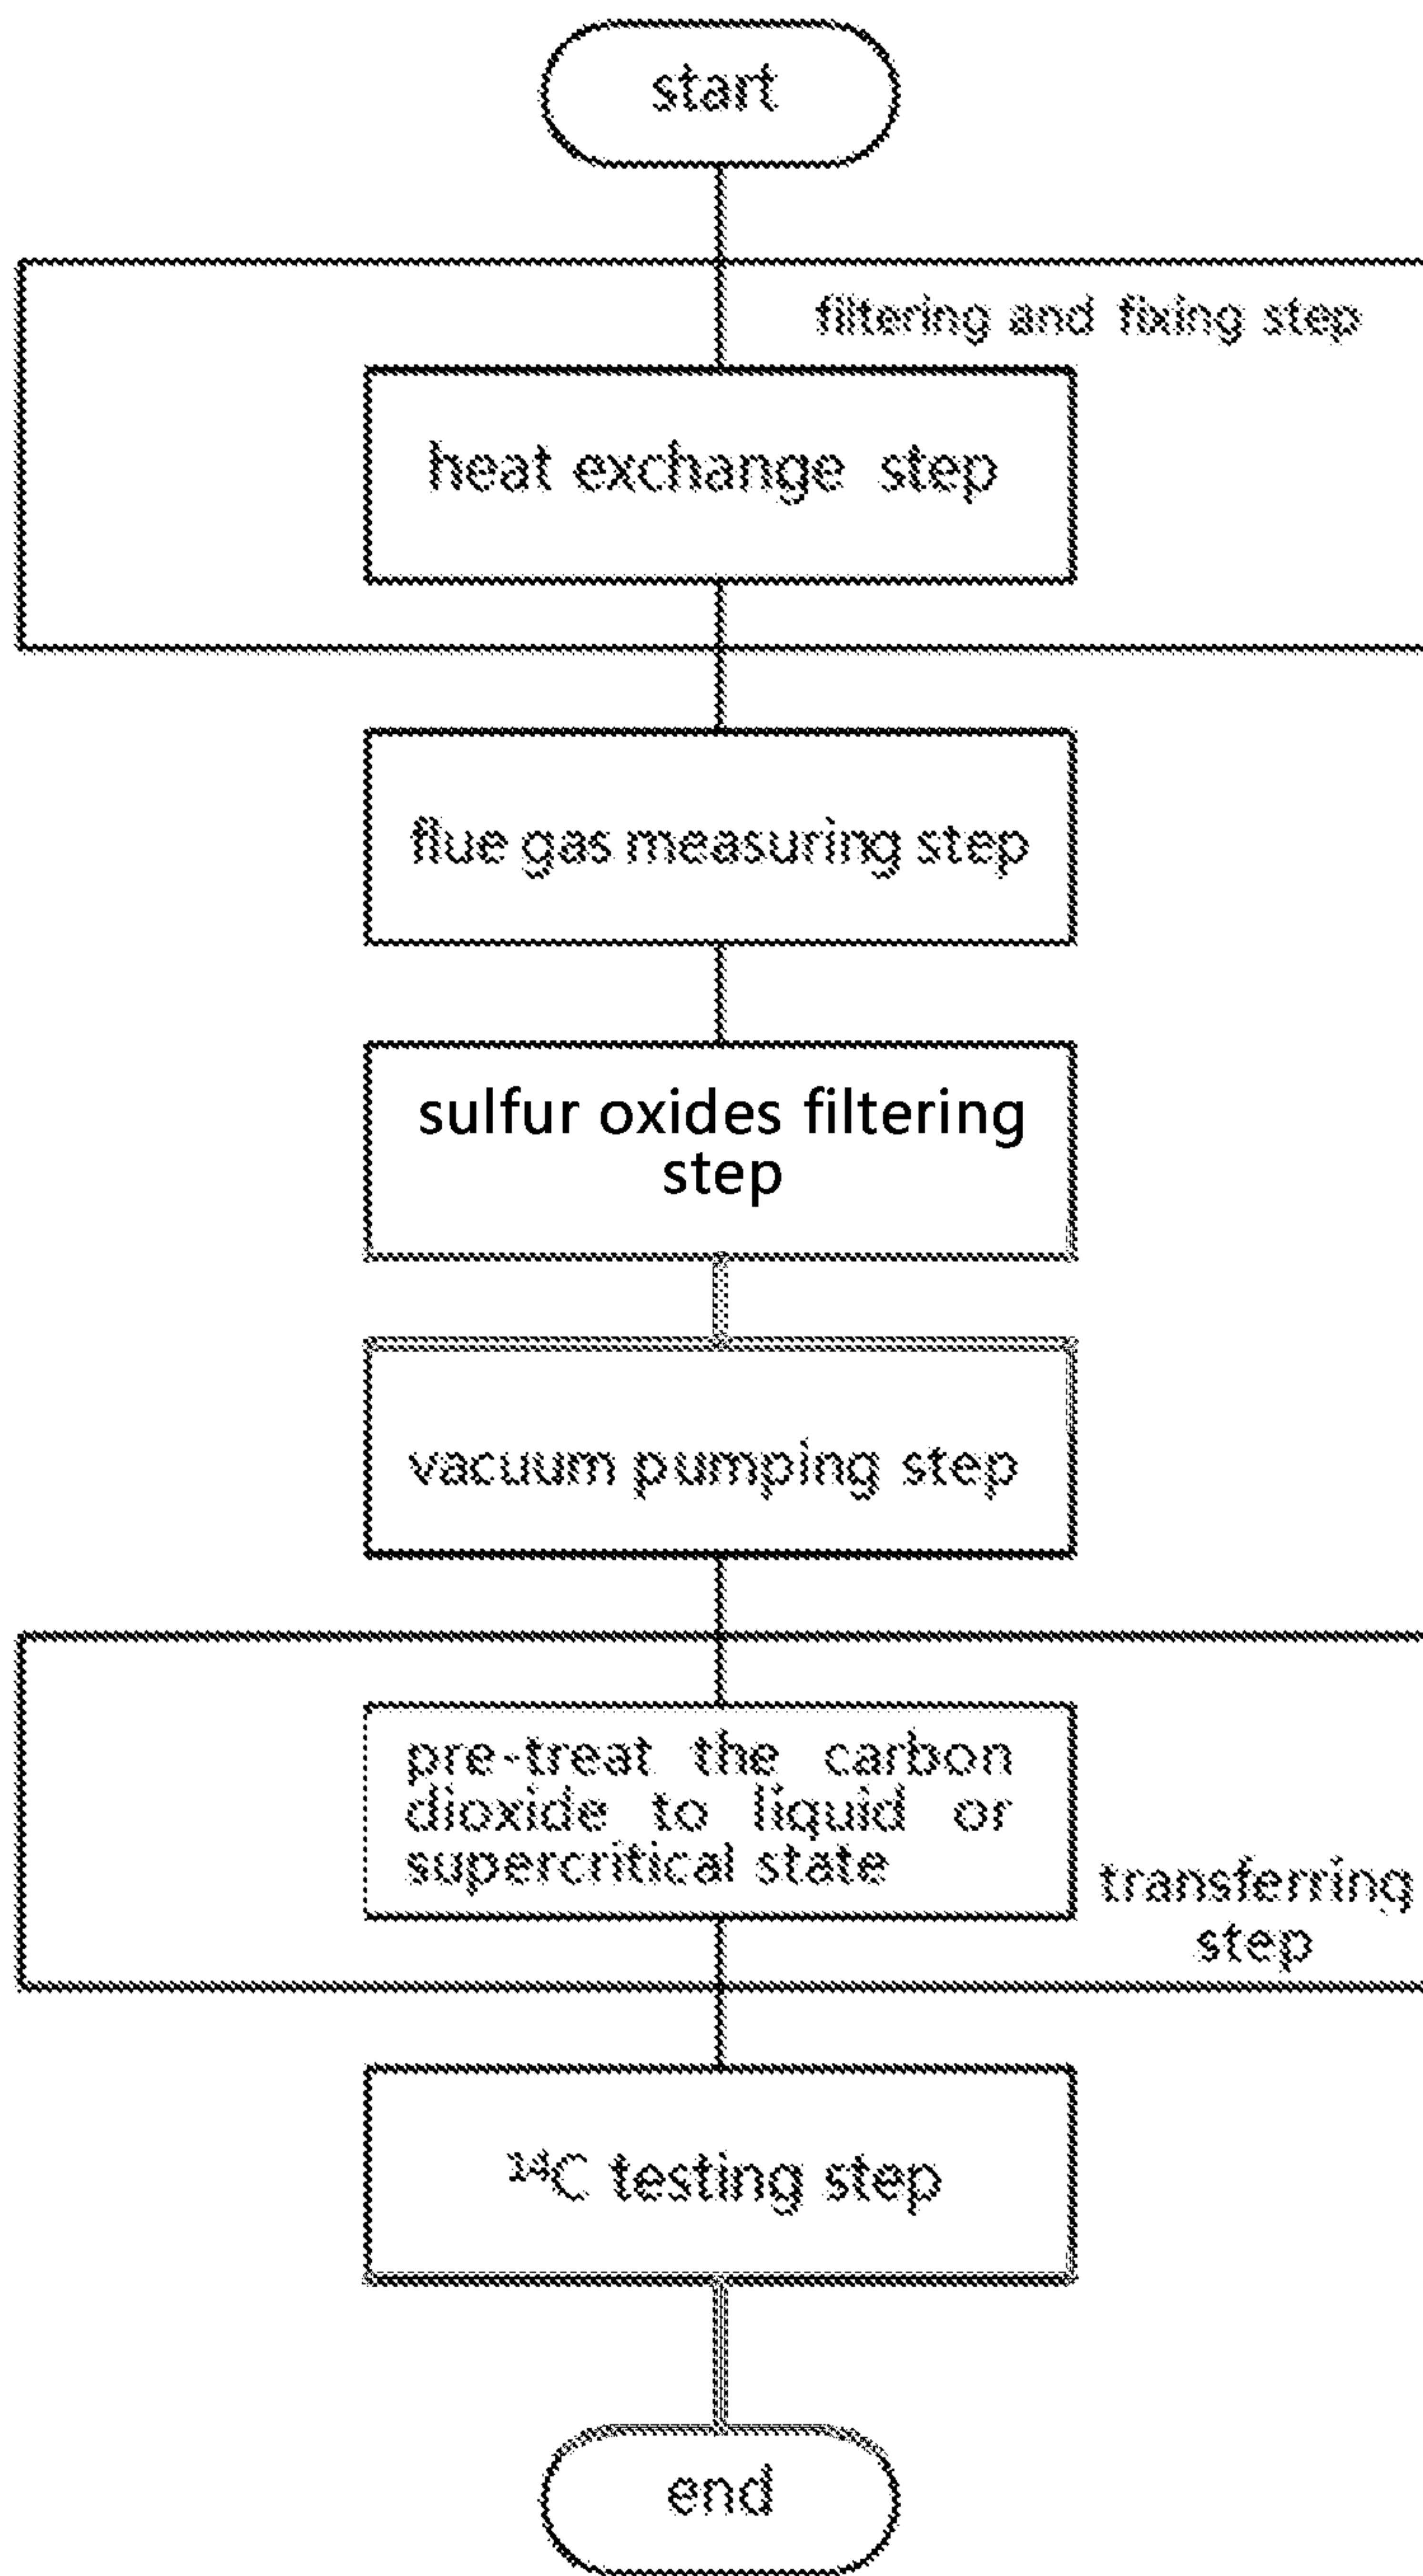 start
filtering and fixing step
heat exchange step
flue gas measuring step
sulfur oxides filtering
step
vacuum pumping step
pre-treat the carbon
dioxide to liquid or
supercritical state
transferring
step
¹⁴C testing step
end